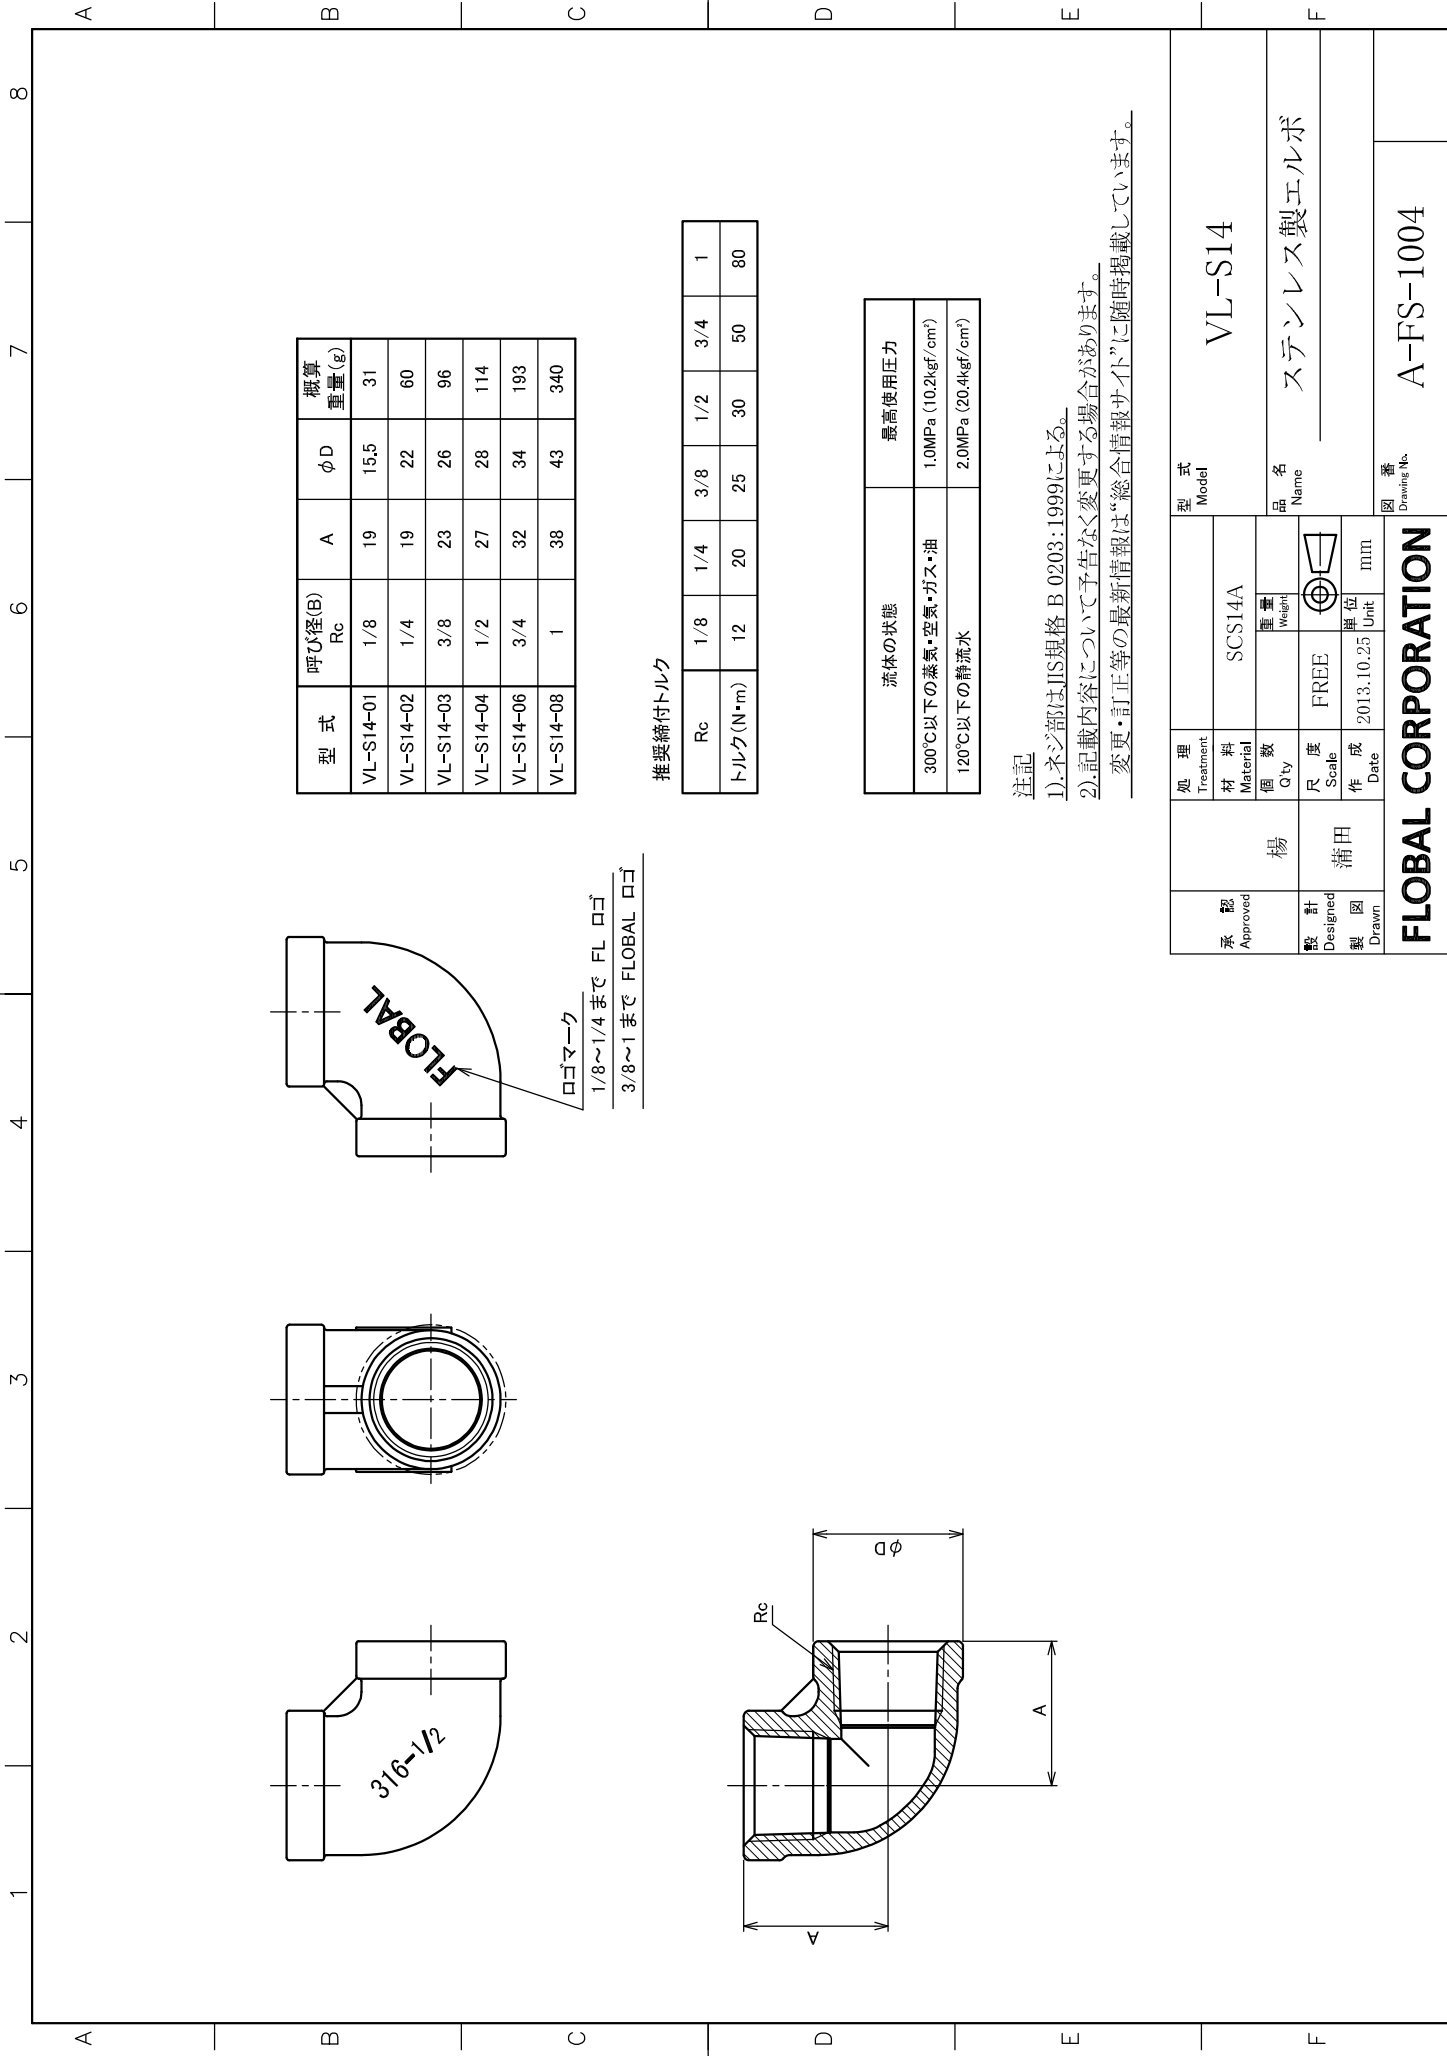 1 2 3 4 5 6 7 8
A
B
C
D
E
F
A
B
C
D
E
F
316-1/2
FLOBAL
ロゴマーク
1/8~1/4 まで FL ロゴ
3/8~1 まで FLOBAL ロゴ
Rc
φD
A
A
型 式 呼び径(B) Rc A φD 概算重量(g)
VL-S14-01 1/8 19 15.5 31
VL-S14-02 1/4 19 22 60
VL-S14-03 3/8 23 26 96
VL-S14-04 1/2 27 28 114
VL-S14-06 3/4 32 34 193
VL-S14-08 1 38 43 340
推奨締付トルク
Rc 1/8 1/4 3/8 1/2 3/4 1
トルク(N・m) 12 20 25 30 50 80
流体の状態 最高使用圧力
300℃以下の蒸気・空気・ガス・油 1.0MPa (10.2kgf/cm²)
120℃以下の静流水 2.0MPa (20.4kgf/cm²)
注記
1).ネジ部はJIS規格 B 0203:1999による。
2).記載内容について予告なく変更する場合があります。
変更・訂正等の最新情報は“総合情報サイト”に随時掲載しています。
承 認 Approved 楊
設 計 Designed
製 図 Drawn
蒲田
処 理 Treatment
材 料 Material SCS14A
個 数 Q'ty
重 量 Weight
尺 度 Scale FREE
作 成 Date 2013.10.25
単 位 Unit mm
型 式 Model VL-S14
品 名 Name ステンレス製エルボ
図 番 Drawing No. A-FS-1004
FLOBAL CORPORATION